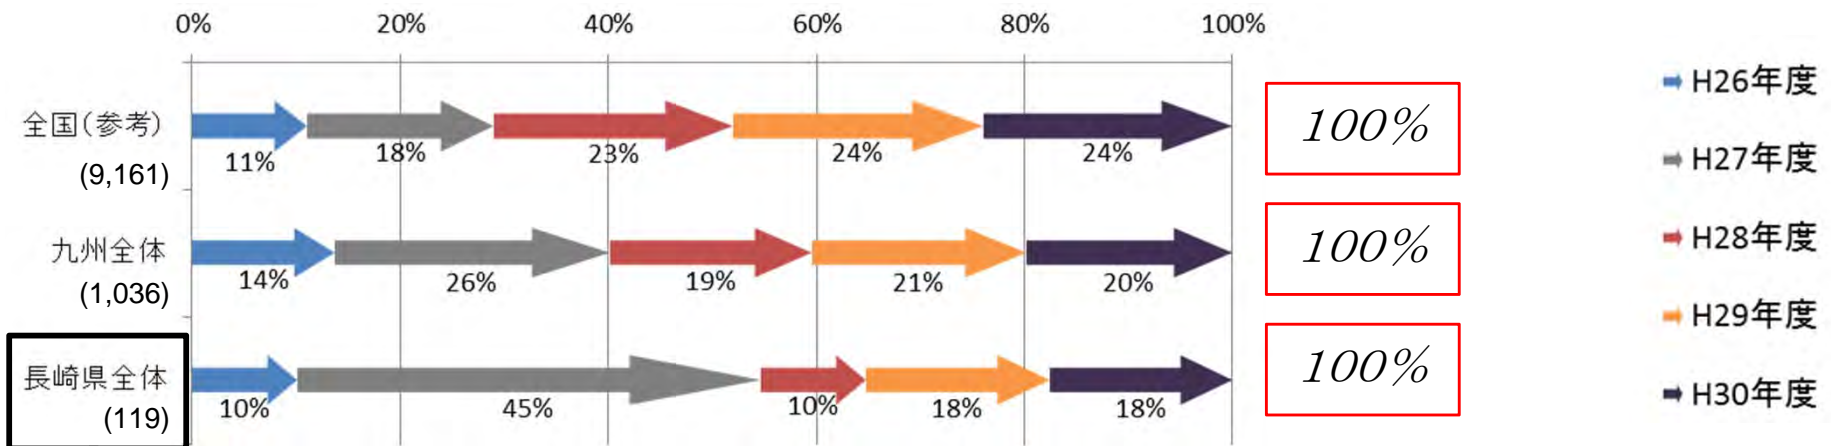 0% 20% 40% 60% 80% 100%
全国(参考)
(9,161)
11% 18% 23% 24% 24%
100%
九州全体
(1,036)
14% 26% 19% 21% 20%
100%
長崎県全体
(119)
10% 45% 10% 18% 18%
100%
H26年度
H27年度
H28年度
H29年度
H30年度